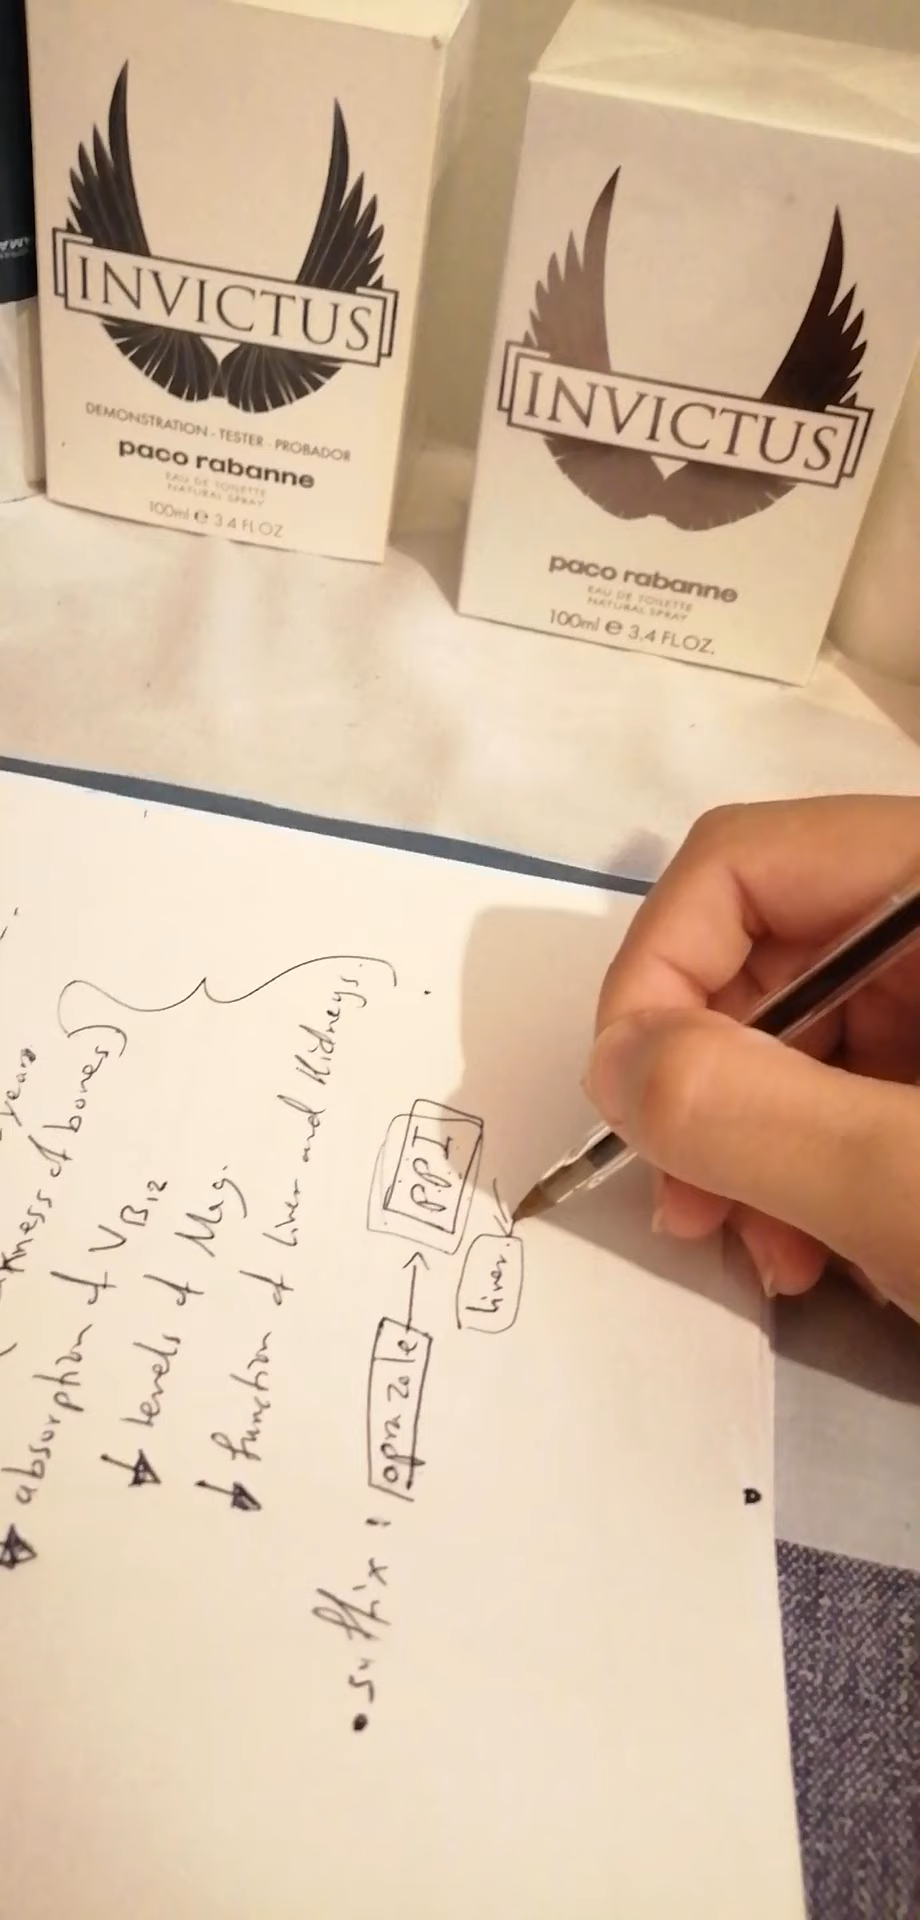 INVICTUS
DEMONSTRATION - TESTER - PROBADOR
paco rabanne
EAU DE TOILETTE
NATURAL SPRAY
100ml e 3.4 FL OZ
INVICTUS
paco rabanne
EAU DE TOILETTE
NATURAL SPRAY
100ml e 3.4 FL OZ.
years
of bones)
absorption of VB12
levels of Mag.
function of liver and Kidneys.
suffix : oprazole → PPI
liver.